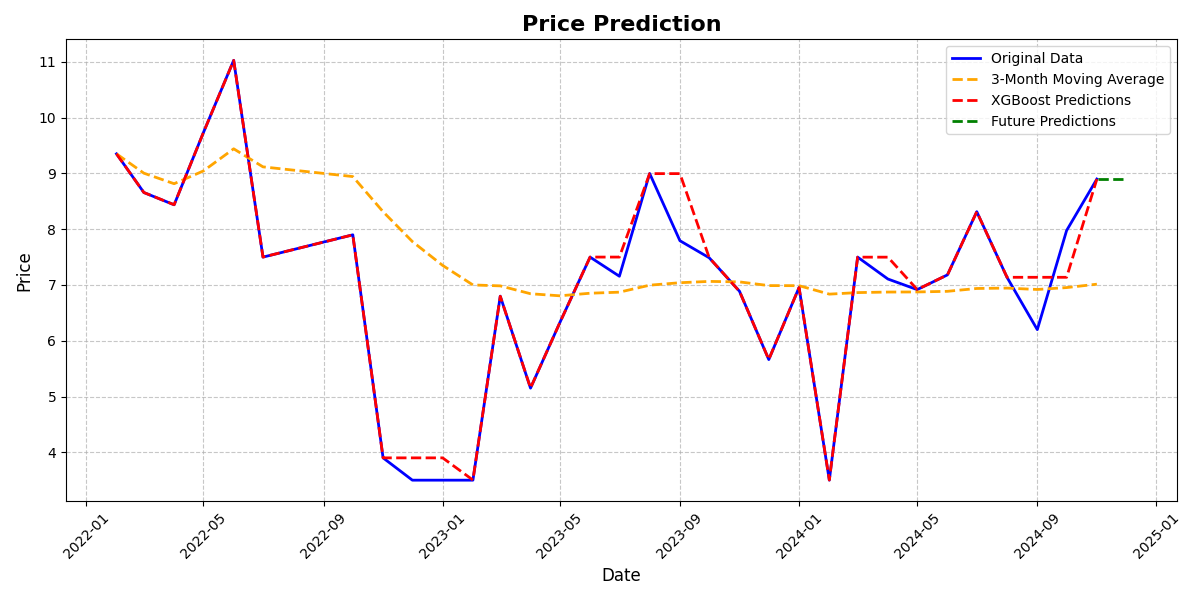 Price Prediction
Original Data
3-Month Moving Average
XGBoost Predictions
Future Predictions
Price
11
10
9
8
7
6
5
4
2022-01
2022-05
2022-09
2023-01
2023-05
2023-09
2024-01
2024-05
2024-09
2025-01
Date